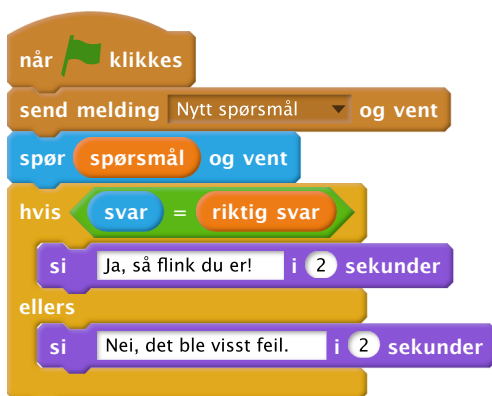 når klikkes
send melding Nytt spørsmål og vent
spør spørsmål og vent
hvis svar = riktig svar
si Ja, så flink du er! i 2 sekunder
ellers
si Nei, det ble visst feil. i 2 sekunder